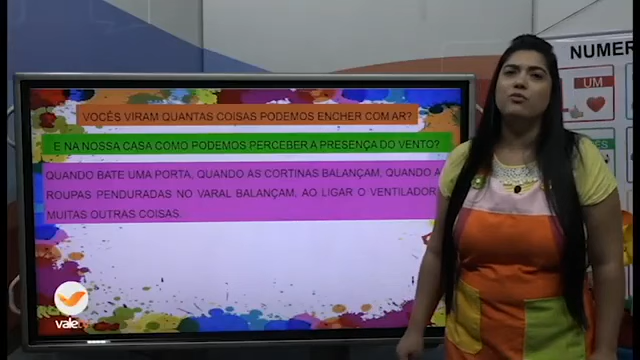 VOCÊS VIRAM QUANTAS COISAS PODEMOS ENCHER COM AR?
E NA NOSSA CASA COMO PODEMOS PERCEBER A PRESENÇA DO VENTO?
QUANDO BATE UMA PORTA, QUANDO AS CORTINAS BALANÇAM, QUANDO A
ROUPAS PENDURADAS NO VARAL BALANÇAM, AO LIGAR O VENTILADOR
MUITAS OUTRAS COISAS.
NUMER
UM
vale